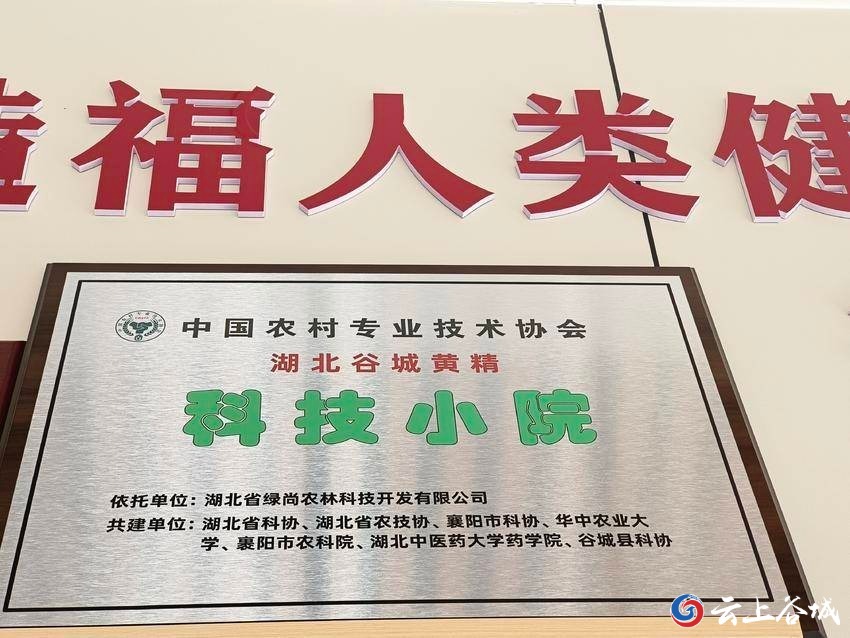 造福人类健
中国农村专业技术协会
湖北谷城黄精
科技小院
依托单位：湖北省绿尚农林科技开发有限公司
共建单位：湖北省科协、湖北省农技协、襄阳市科协、华中农业大
学、襄阳市农科院、湖北中医药大学药学院、谷城县科协
云上谷城